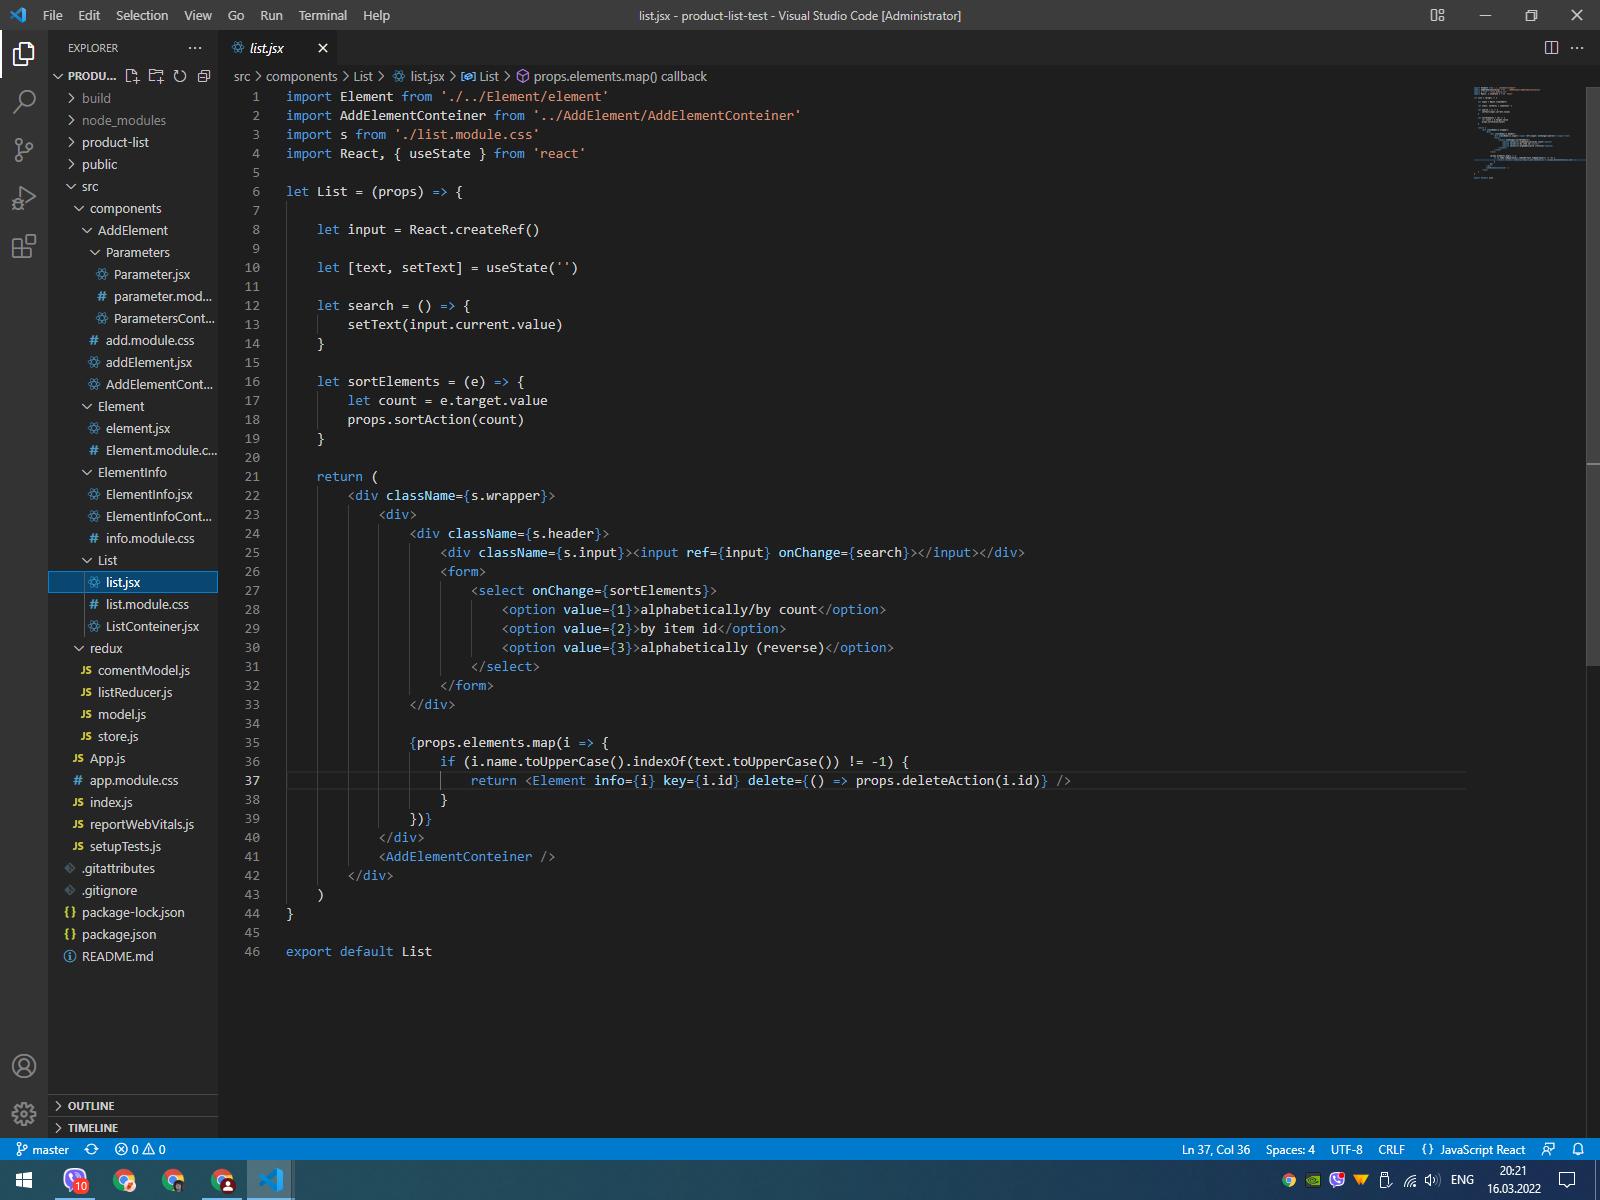 File Edit Selection View Go Run Terminal Help
list.jsx - product-list-test - Visual Studio Code [Administrator]
EXPLORER
PRODU...
build
node_modules
product-list
public
src
components
AddElement
Parameters
Parameter.jsx
parameter.mod...
ParametersCont...
add.module.css
addElement.jsx
AddElementCont...
Element
element.jsx
Element.module.c...
ElementInfo
ElementInfo.jsx
ElementInfoCont...
info.module.css
List
list.jsx
list.module.css
ListConteiner.jsx
redux
JS comentModel.js
JS listReducer.js
JS model.js
JS store.js
JS App.js
# app.module.css
JS index.js
JS reportWebVitals.js
JS setupTests.js
.gitattributes
.gitignore
{} package-lock.json
{} package.json
README.md
OUTLINE
TIMELINE
list.jsx
src > components > List > list.jsx > List > props.elements.map() callback
1 import Element from './../Element/element'
2 import AddElementConteiner from '../AddElement/AddElementConteiner'
3 import s from './list.module.css'
4 import React, { useState } from 'react'
5
6 let List = (props) => {
7
8 let input = React.createRef()
9
10 let [text, setText] = useState('')
11
12 let search = () => {
13 setText(input.current.value)
14 }
15
16 let sortElements = (e) => {
17 let count = e.target.value
18 props.sortAction(count)
19 }
20
21 return (
22 <div className={s.wrapper}>
23 <div>
24 <div className={s.header}>
25 <div className={s.input}><input ref={input} onChange={search}></input></div>
26 <form>
27 <select onChange={sortElements}>
28 <option value={1}>alphabetically/by count</option>
29 <option value={2}>by item id</option>
30 <option value={3}>alphabetically (reverse)</option>
31 </select>
32 </form>
33 </div>
34
35 {props.elements.map(i => {
36 if (i.name.toUpperCase().indexOf(text.toUpperCase()) != -1) {
37 return <Element info={i} key={i.id} delete={() => props.deleteAction(i.id)} />
38 }
39 })}
40 </div>
41 <AddElementConteiner />
42 </div>
43 )
44 }
45
46 export default List
master 0 0
Ln 37, Col 36 Spaces: 4 UTF-8 CRLF {} JavaScript React
10
ENG
20:21
16.03.2022